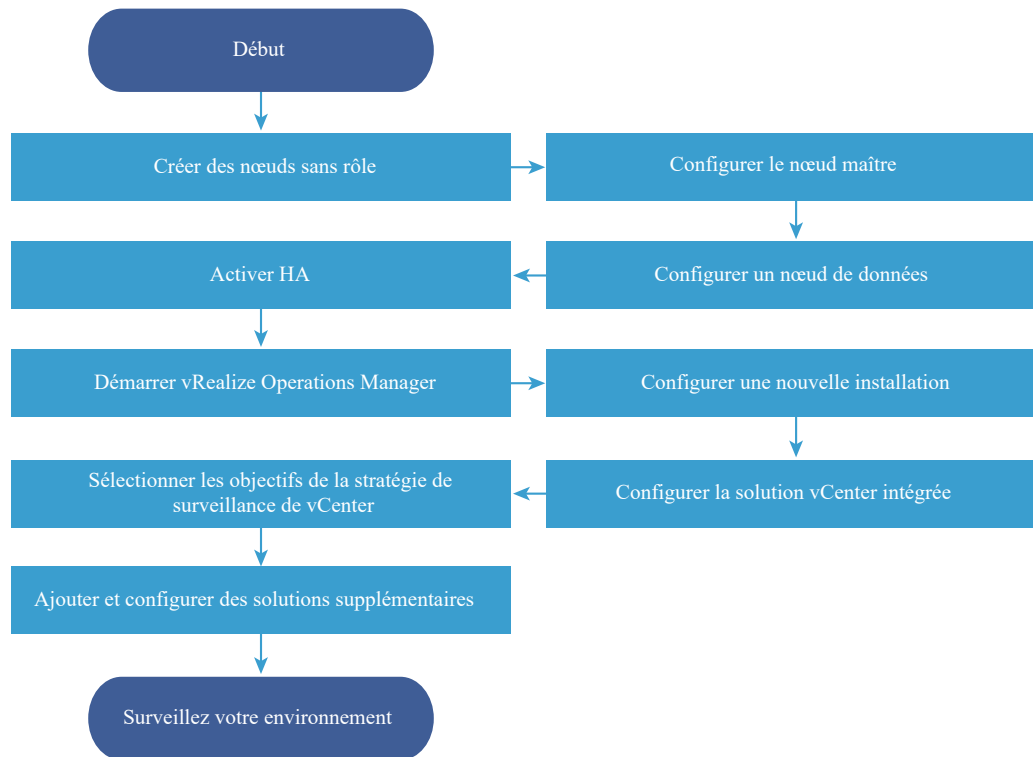 Début
Créer des nœuds sans rôle
Configurer le nœud maître
Configurer un nœud de données
Activer HA
Démarrer vRealize Operations Manager
Configurer une nouvelle installation
Configurer la solution vCenter intégrée
Sélectionner les objectifs de la stratégie de
surveillance de vCenter
Ajouter et configurer des solutions supplémentaires
Surveillez votre environnement